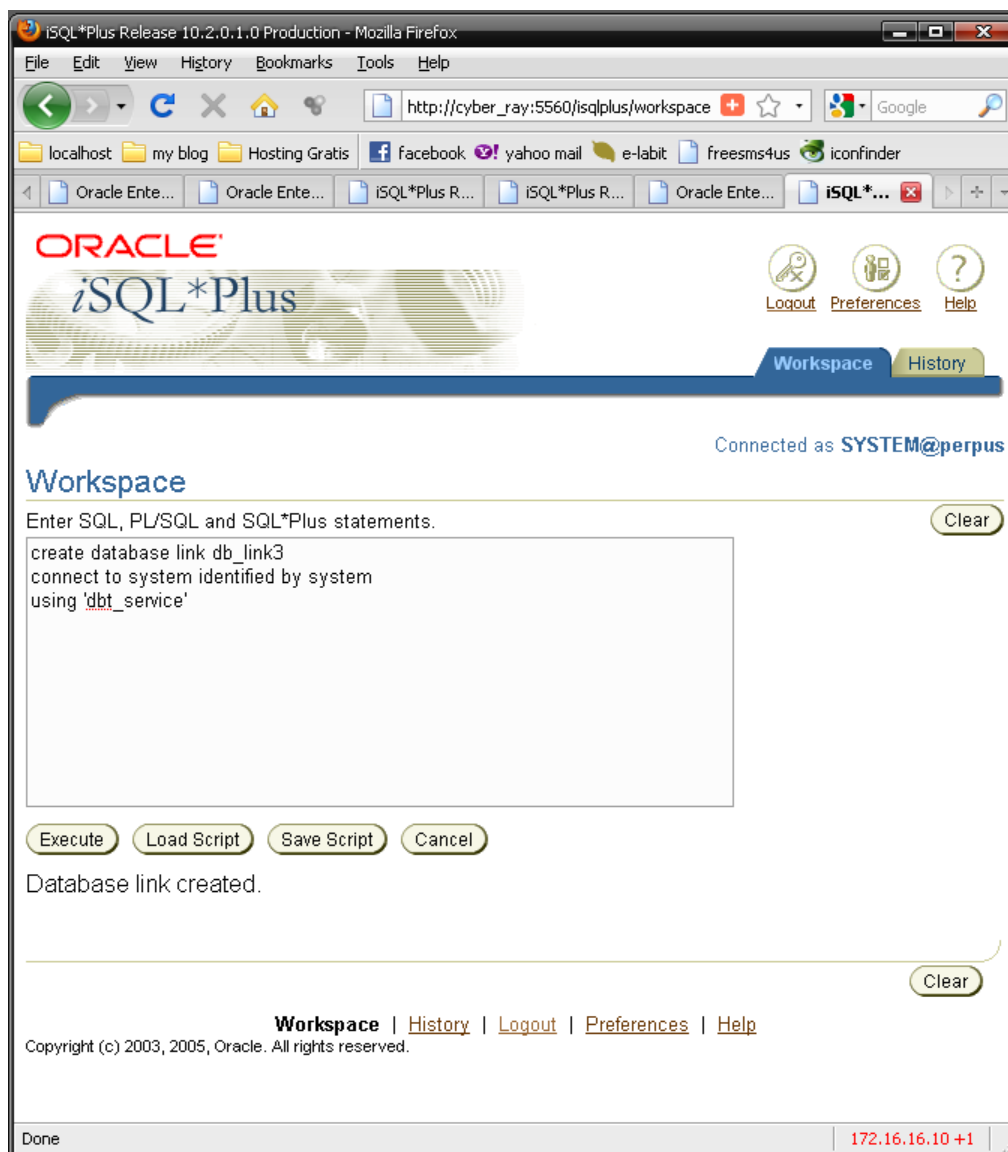 iSQL*Plus Release 10.2.0.1.0 Production - Mozilla Firefox
File Edit View History Bookmarks Tools Help
http://cyber_ray:5560/isqlplus/workspace Google
localhost my blog Hosting Gratis facebook yahoo mail e-labit freesms4us iconfinder
Oracle Ente... Oracle Ente... iSQL*Plus R... iSQL*Plus R... Oracle Ente... iSQL*...
ORACLE
iSQL*Plus
Logout Preferences Help
Workspace History
Connected as SYSTEM@perpus
Workspace
Enter SQL, PL/SQL and SQL*Plus statements.
Clear
create database link db_link3
connect to system identified by system
using 'dbt_service'
Execute Load Script Save Script Cancel
Database link created.
Clear
Workspace | History | Logout | Preferences | Help
Copyright (c) 2003, 2005, Oracle. All rights reserved.
Done 172.16.16.10 +1